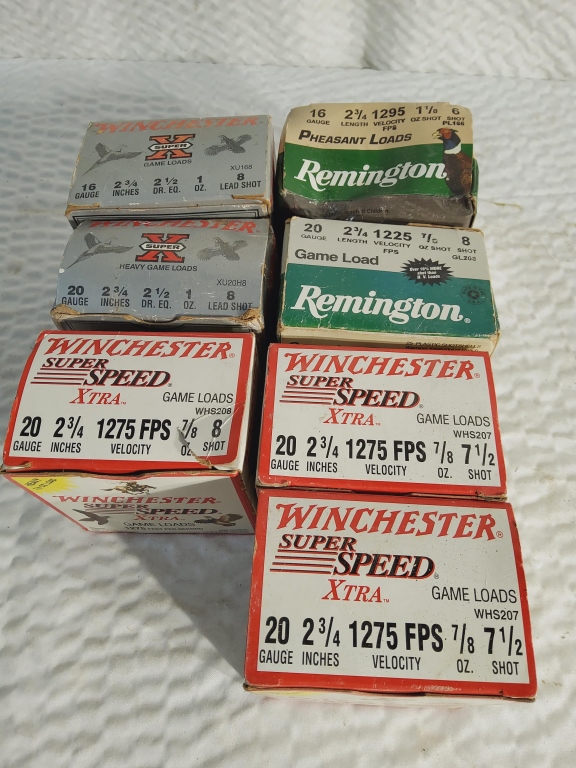 WINCHESTER
SUPER X
GAME LOADS
XU168
16 GAUGE 2 3/4 INCHES 2 1/2 DR. EQ. 1 OZ. 8 LEAD SHOT
16 GAUGE 2 3/4 LENGTH 1295 VELOCITY FPS 1 1/8 OZ SHOT 6 SHOT
PL166
PHEASANT LOADS
Remington
SUPER X
HEAVY GAME LOADS
XU20H8
20 GAUGE 2 3/4 INCHES 2 1/2 DR. EQ. 1 OZ. 8 LEAD SHOT
20 GAUGE 2 3/4 LENGTH 1225 VELOCITY FPS 7/8 OZ SHOT 8 SHOT
GL208
Game Load
Remington
WINCHESTER®
SUPER SPEED®
XTRA™
GAME LOADS
WHS208
20 GAUGE 2 3/4 INCHES 1275 FPS VELOCITY 7/8 OZ. 8 SHOT
WINCHESTER
SUPER SPEED
XTRA
GAME LOADS
WINCHESTER®
SUPER SPEED®
XTRA™
GAME LOADS
WHS207
20 GAUGE 2 3/4 INCHES 1275 FPS VELOCITY 7/8 OZ. 7 1/2 SHOT
WINCHESTER®
SUPER SPEED®
XTRA™
GAME LOADS
WHS207
20 GAUGE 2 3/4 INCHES 1275 FPS VELOCITY 7/8 OZ. 7 1/2 SHOT